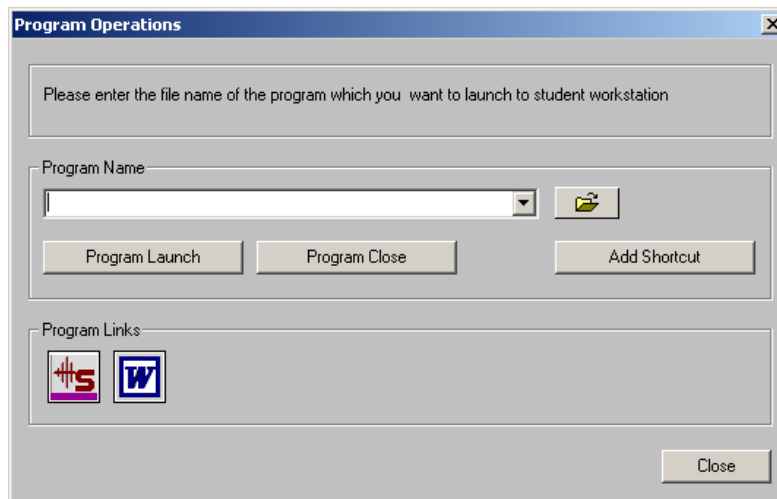 Program Operations
Please enter the file name of the program which you want to launch to student workstation
Program Name
Program Launch
Program Close
Add Shortcut
Program Links
S
W
Close